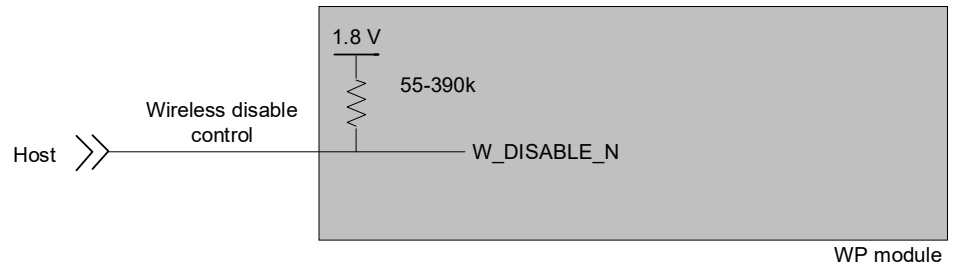 1.8 V
55-390k
Wireless disable
control
Host
W_DISABLE_N
WP module